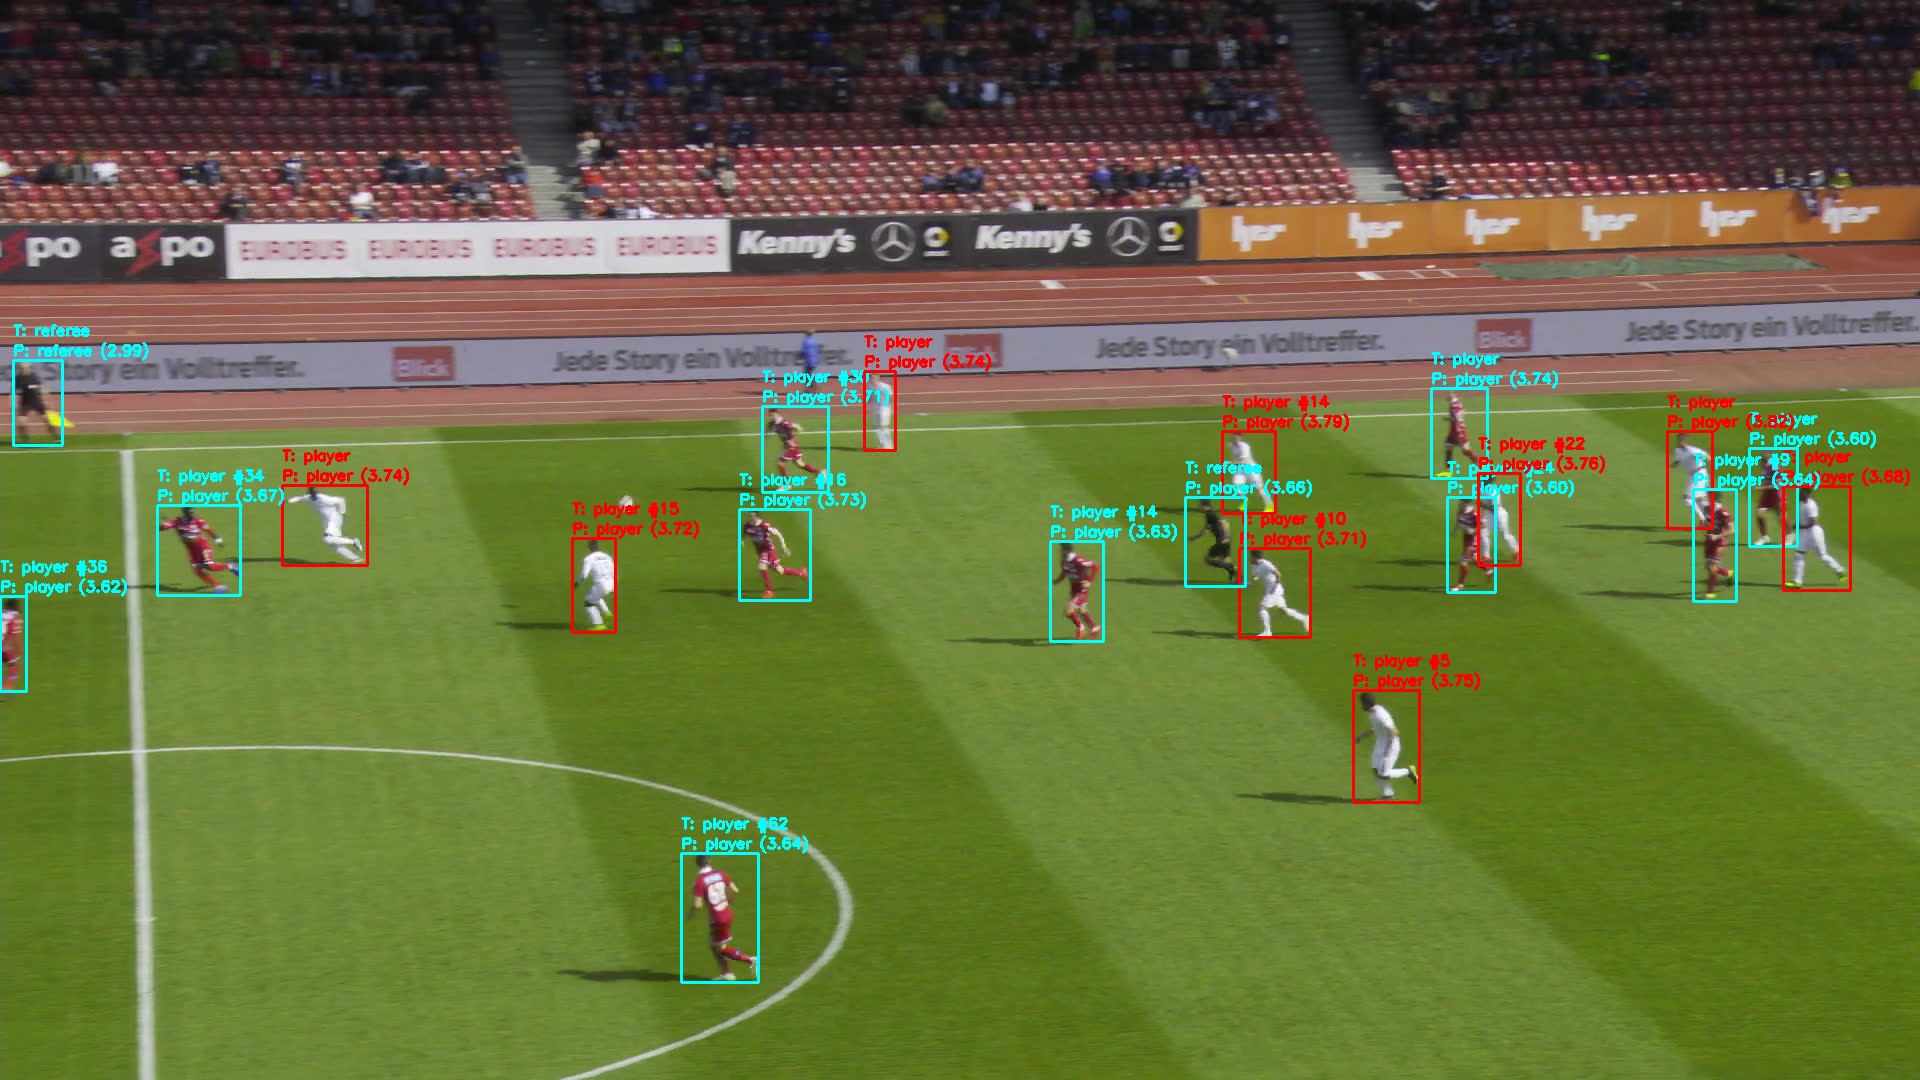 aspo
EUROBUS EUROBUS EUROBUS EUROBUS
Kenny's
Kenny's
Jede Story ein Volltreffer.
Blick
Jede Story ein Volltreffer.
Jede Story ein Volltreffer.
Blick
Jede Story ein Volltreffer.
T: referee
P: referee (2.99)
T: player
P: player (3.74)
T: player
P: player (3.74)
T: player
P: player (3.71)
T: player #14
P: player (3.79)
T: player
T: player #22
P: player (3.76)
P: player (3.60)
T: player #9
P: player (3.64)
player
(3.68)
T: player
P: player (3.74)
T: player #34
P: player (3.67)
T: player #16
P: player (3.73)
T: referee
P: referee (3.66)
P: player (3.60)
T: player #15
P: player (3.72)
T: player #14
P: player (3.63)
T: player #10
P: player (3.71)
T: player #36
P: player (3.62)
T: player #5
P: player (3.75)
T: player #62
P: player (3.64)
62